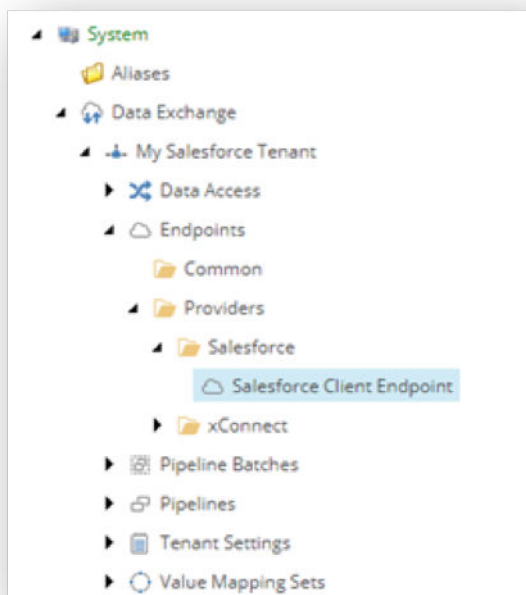 System
Aliases
Data Exchange
My Salesforce Tenant
Data Access
Endpoints
Common
Providers
Salesforce
Salesforce Client Endpoint
xConnect
Pipeline Batches
Pipelines
Tenant Settings
Value Mapping Sets